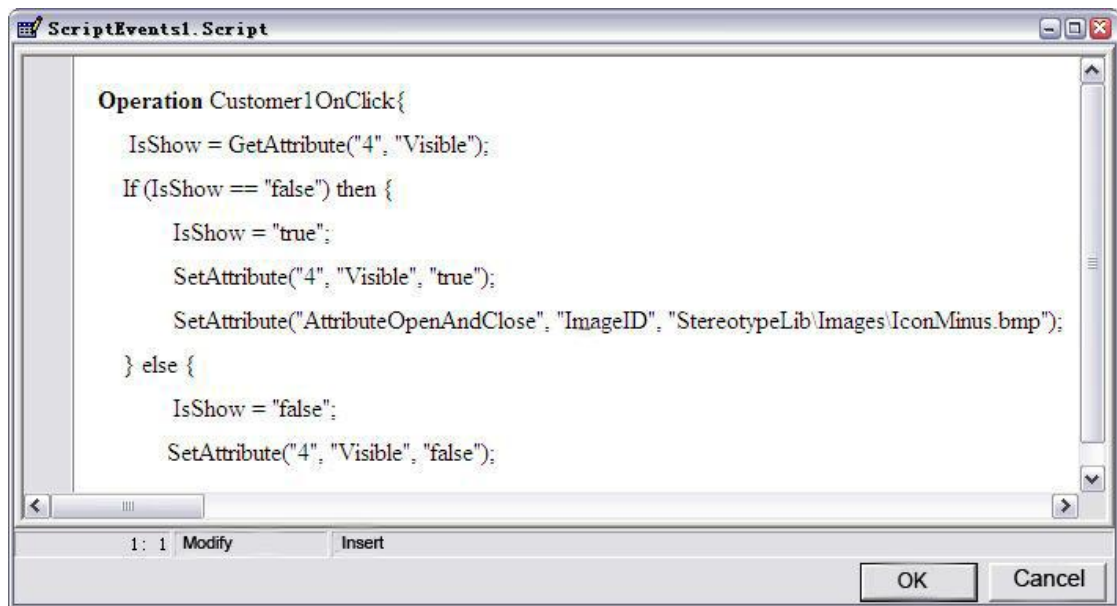 ScriptEvents1.Script
Operation Customer1OnClick{
IsShow = GetAttribute("4", "Visible");
If (IsShow == "false") then {
IsShow = "true";
SetAttribute("4", "Visible", "true");
SetAttribute("AttributeOpenAndClose", "ImageID", "StereotypeLib\Images\IconMinus.bmp");
} else {
IsShow = "false";
SetAttribute("4", "Visible", "false");
1: 1 Modify Insert
OK Cancel